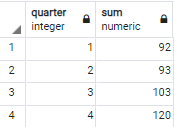 quarter sum
integer numeric
1 1 92
2 2 93
3 3 103
4 4 120